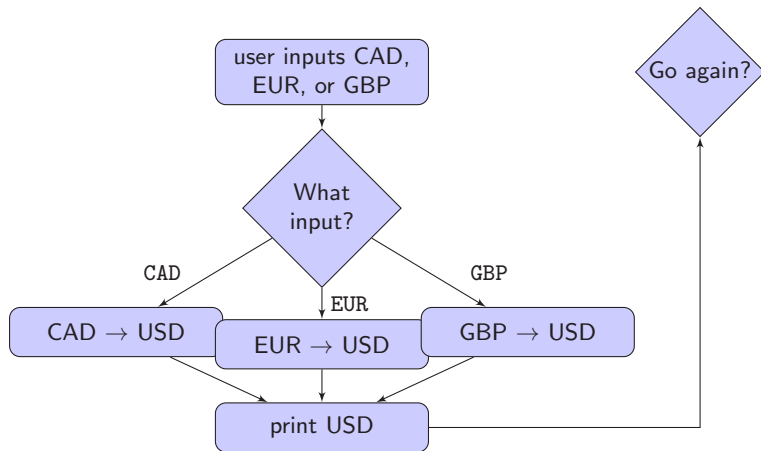 user inputs CAD,
EUR, or GBP
Go again?
What
input?
CAD
GBP
EUR
CAD → USD
EUR → USD
GBP → USD
print USD